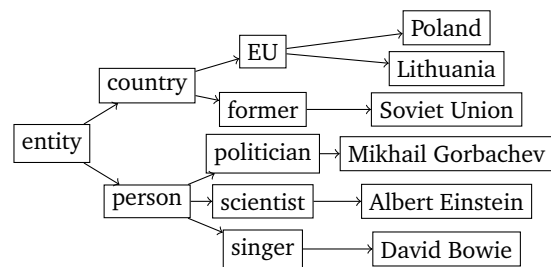 entity
country
EU
Poland
Lithuania
former
Soviet Union
person
politician
Mikhail Gorbachev
scientist
Albert Einstein
singer
David Bowie